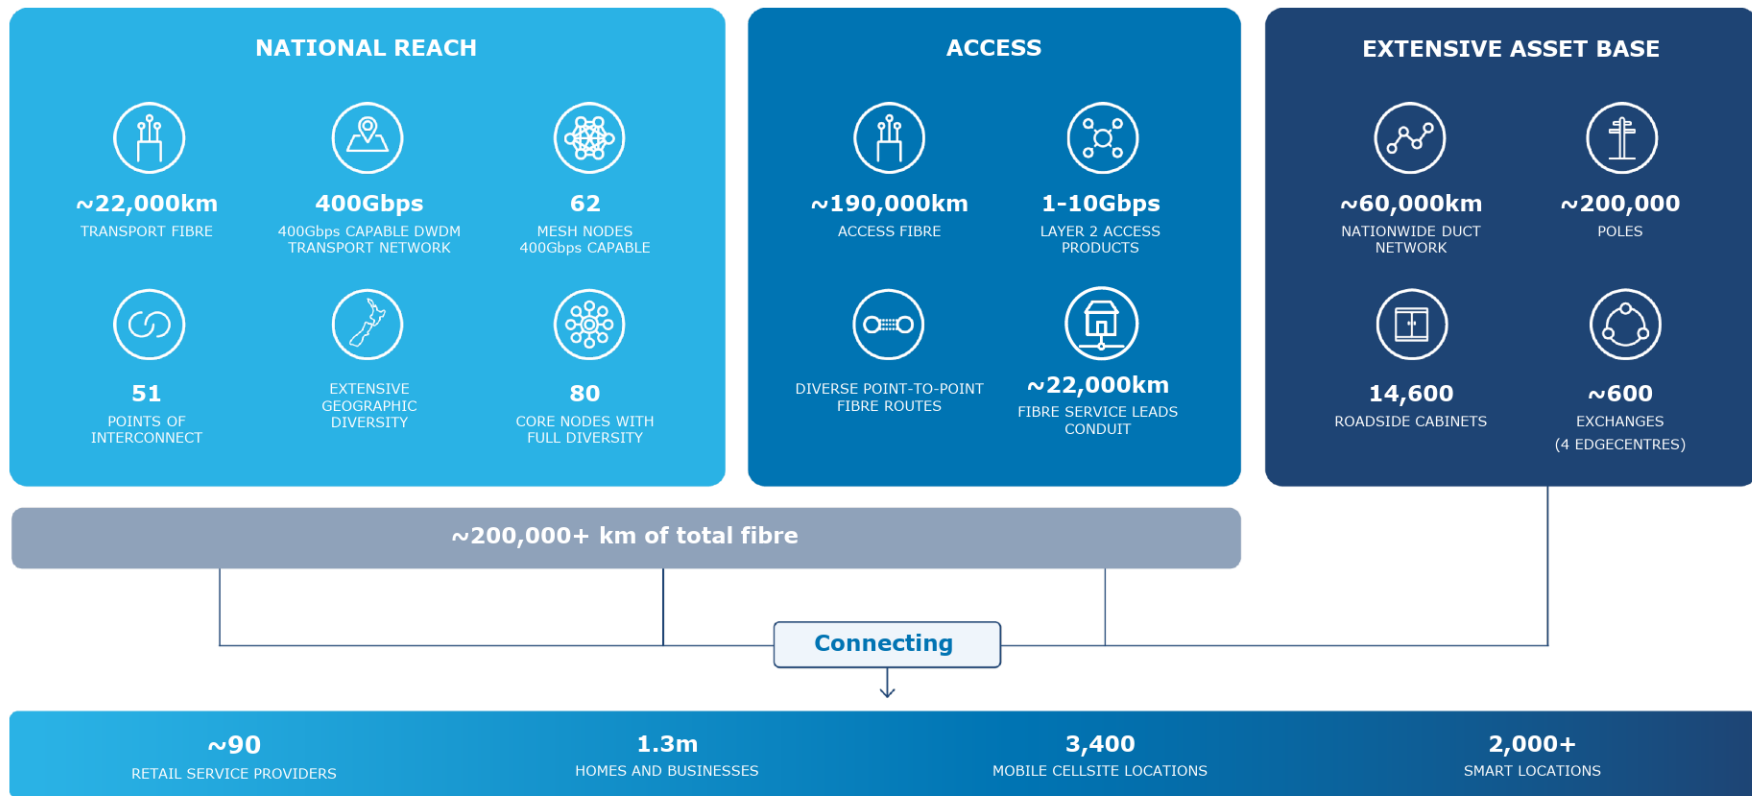 NATIONAL REACH
~22,000km
TRANSPORT FIBRE
400Gbps
400Gbps CAPABLE DWDM
TRANSPORT NETWORK
62
MESH NODES
400Gbps CAPABLE
51
POINTS OF
INTERCONNECT
EXTENSIVE
GEOGRAPHIC
DIVERSITY
80
CORE NODES WITH
FULL DIVERSITY
ACCESS
~190,000km
ACCESS FIBRE
1-10Gbps
LAYER 2 ACCESS
PRODUCTS
DIVERSE POINT-TO-POINT
FIBRE ROUTES
~22,000km
FIBRE SERVICE LEADS
CONDUIT
EXTENSIVE ASSET BASE
~60,000km
NATIONWIDE DUCT
NETWORK
~200,000
POLES
14,600
ROADSIDE CABINETS
~600
EXCHANGES
(4 EDGECENTRES)
~200,000+ km of total fibre
Connecting
~90
RETAIL SERVICE PROVIDERS
1.3m
HOMES AND BUSINESSES
3,400
MOBILE CELLSITE LOCATIONS
2,000+
SMART LOCATIONS